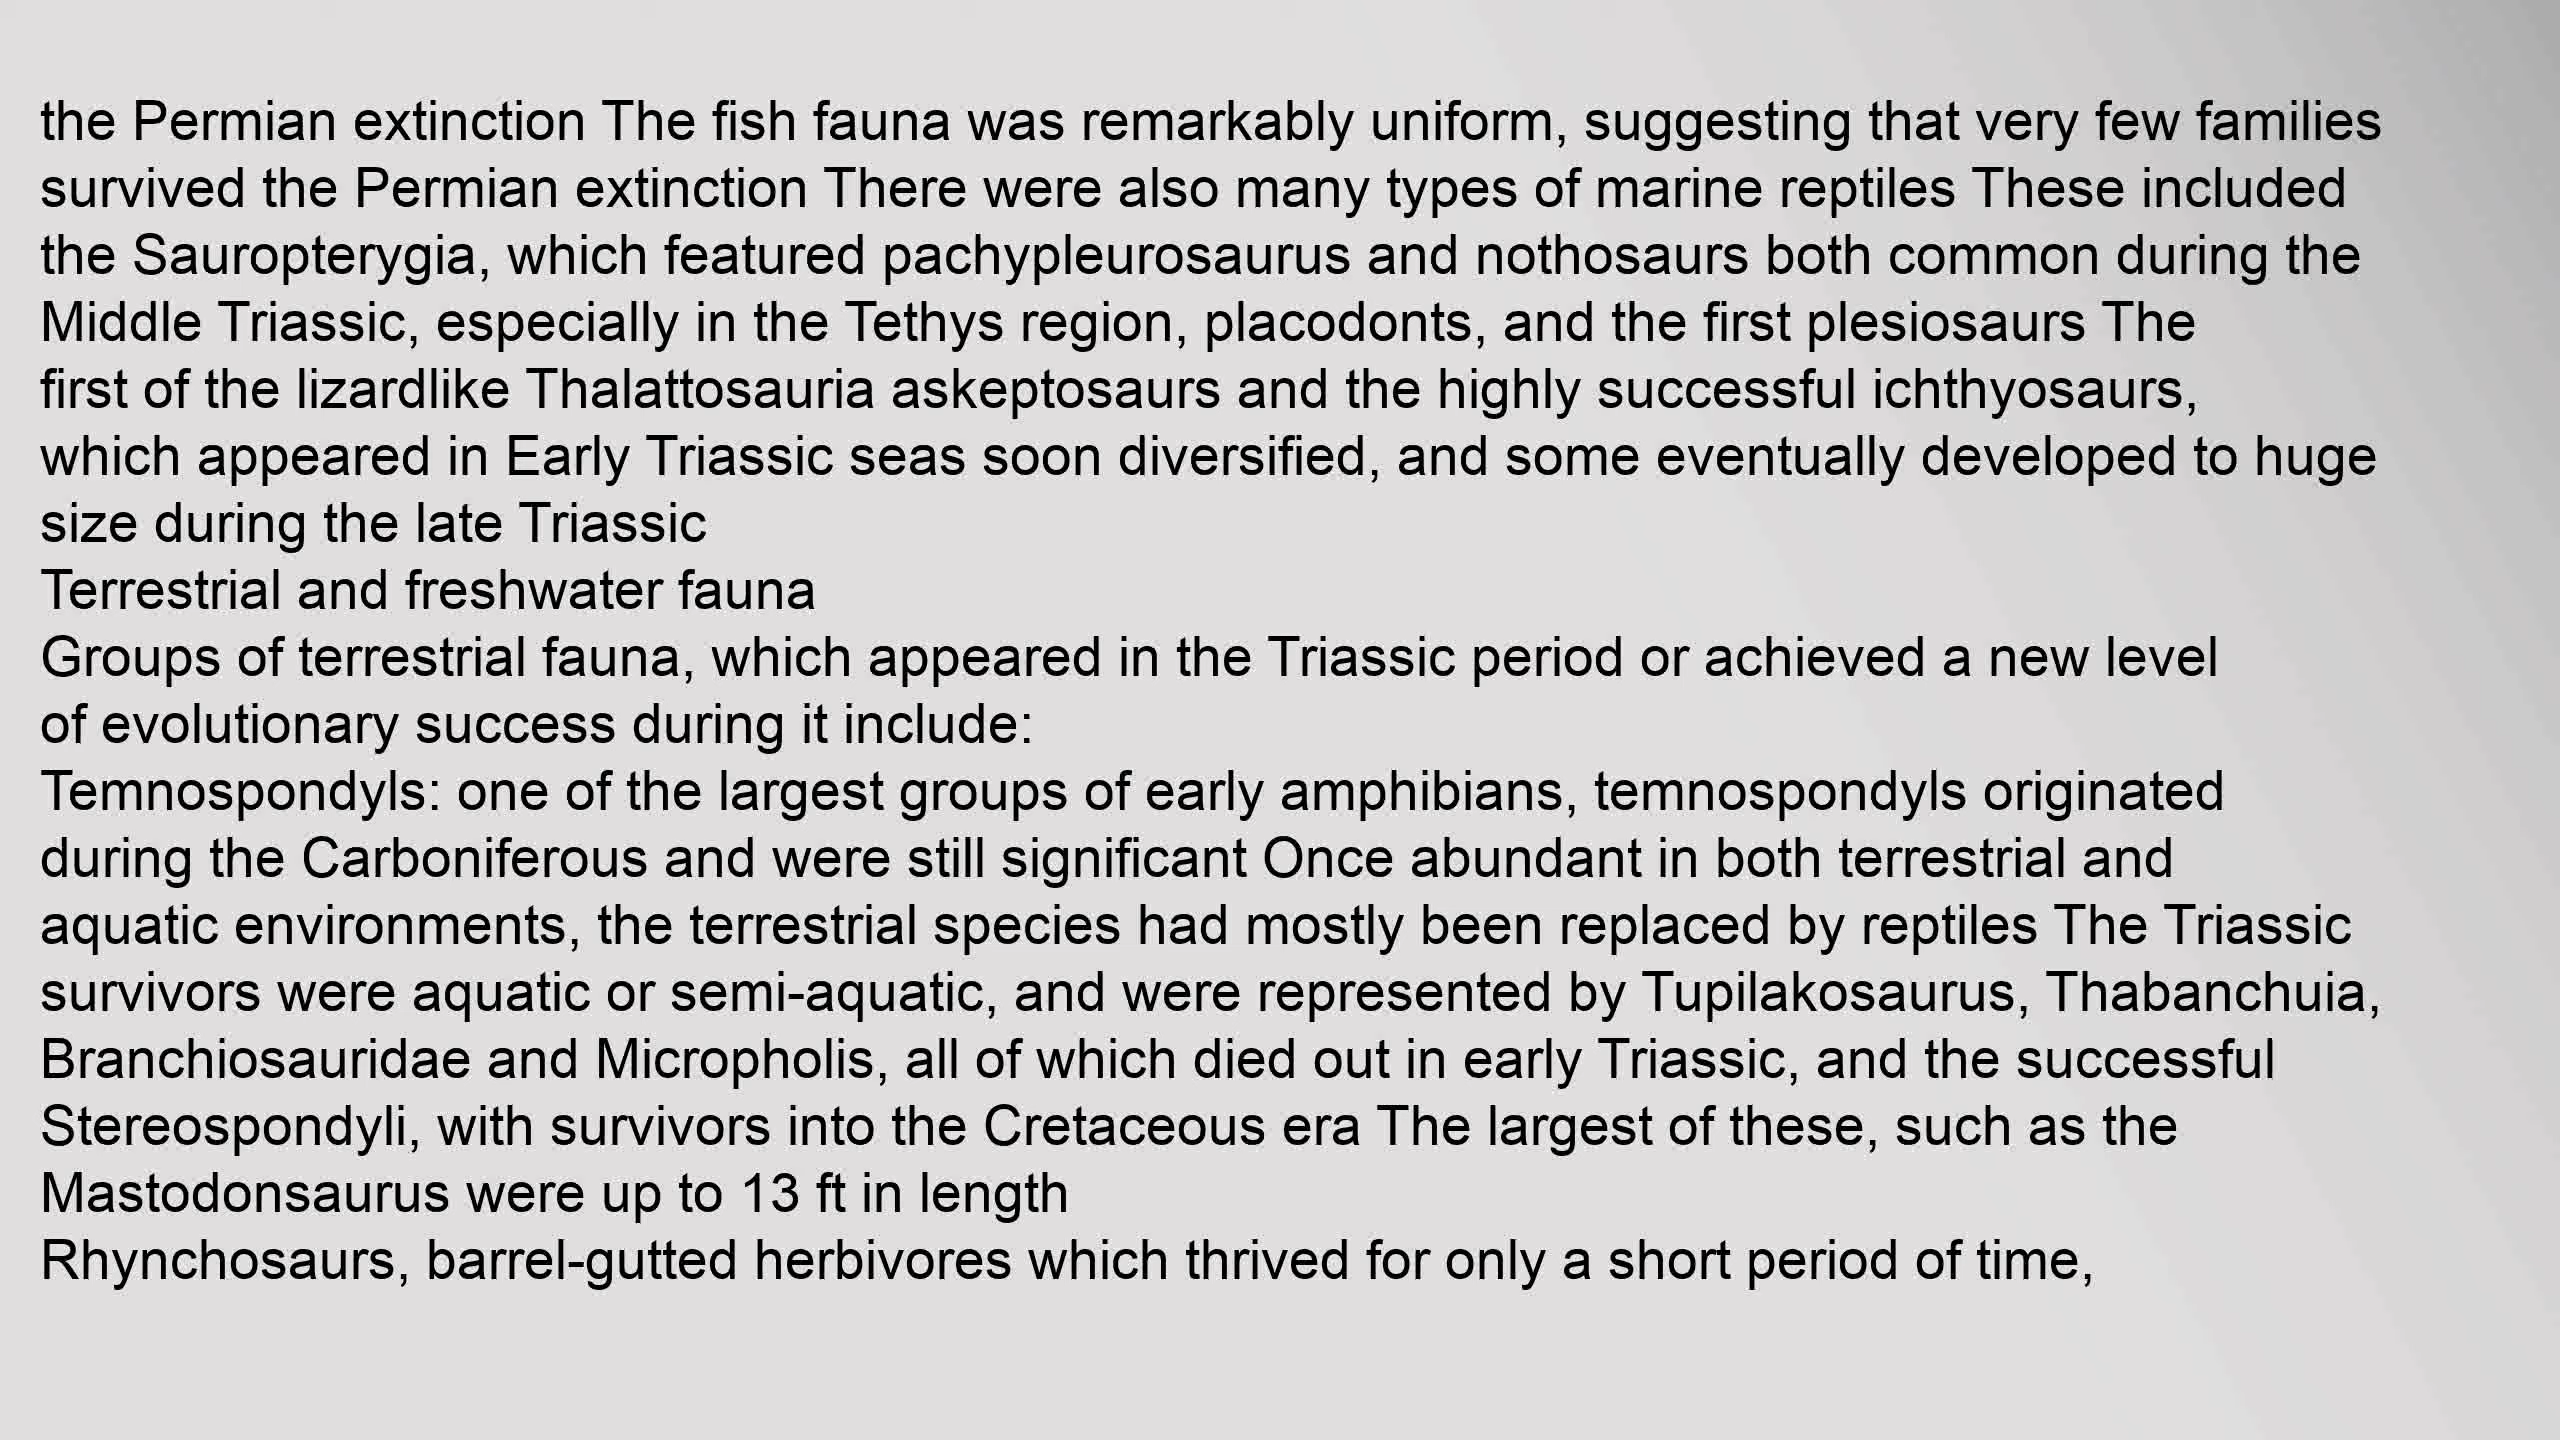 the Permian extinction The fish fauna was remarkably uniform, suggesting that very few families
survived the Permian extinction There were also many types of marine reptiles These included
the Sauropterygia, which featured pachypleurosaurus and nothosaurs both common during the
Middle Triassic, especially in the Tethys region, placodonts, and the first plesiosaurs The
first of the lizardlike Thalattosauria askeptosaurs and the highly successful ichthyosaurs,
which appeared in Early Triassic seas soon diversified, and some eventually developed to huge
size during the late Triassic
Terrestrial and freshwater fauna
Groups of terrestrial fauna, which appeared in the Triassic period or achieved a new level
of evolutionary success during it include:
Temnospondyls: one of the largest groups of early amphibians, temnospondyls originated
during the Carboniferous and were still significant Once abundant in both terrestrial and
aquatic environments, the terrestrial species had mostly been replaced by reptiles The Triassic
survivors were aquatic or semi-aquatic, and were represented by Tupilakosaurus, Thabanchuia,
Branchiosauridae and Micropholis, all of which died out in early Triassic, and the successful
Stereospondyli, with survivors into the Cretaceous era The largest of these, such as the
Mastodonsaurus were up to 13 ft in length
Rhynchosaurs, barrel-gutted herbivores which thrived for only a short period of time,